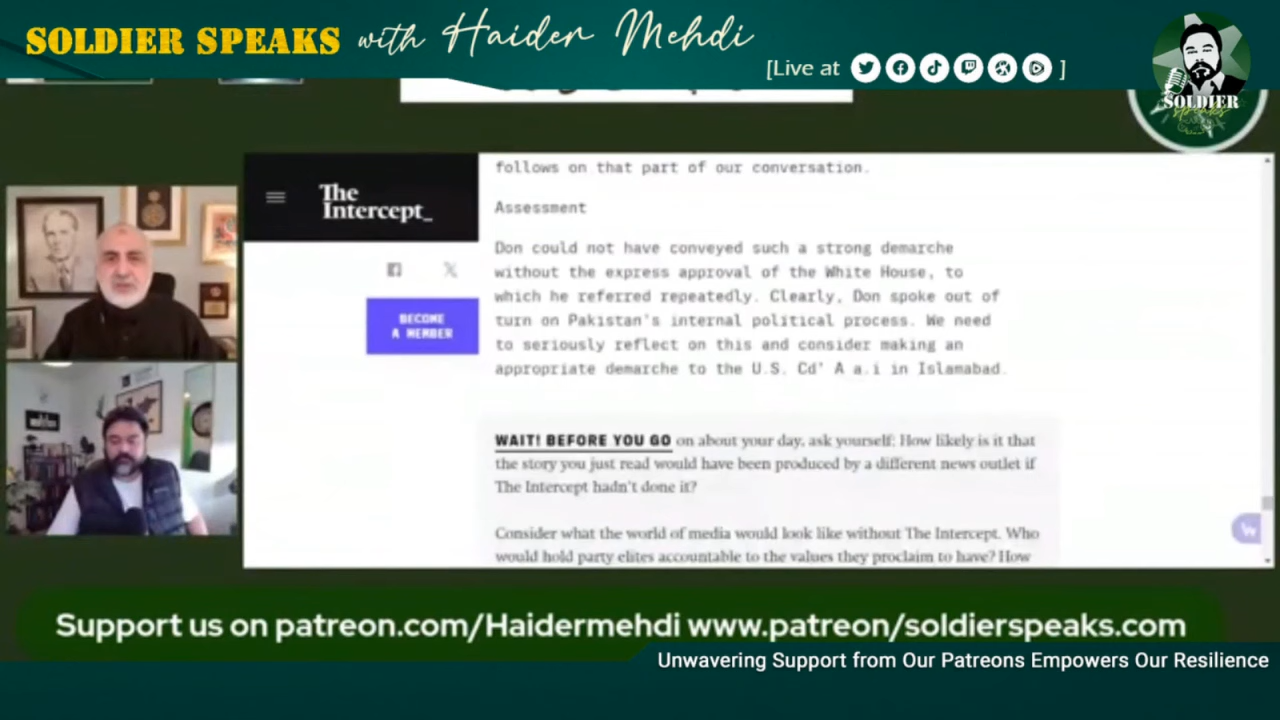 SOLDIER SPEAKS with Haider Mehdi
[Live at ]
SOLDIER
speaks
The
Intercept_
BECOME
A MEMBER
follows on that part of our conversation.
Assessment
Don could not have conveyed such a strong demarche
without the express approval of the White House, to
which he referred repeatedly. Clearly, Don spoke out of
turn on Pakistan's internal political process. We need
to seriously reflect on this and consider making an
appropriate demarche to the U.S. Cd' A a.i in Islamabad.
WAIT! BEFORE YOU GO on about your day, ask yourself: How likely is it that
the story you just read would have been produced by a different news outlet if
The Intercept hadn't done it?
Consider what the world of media would look like without The Intercept. Who
would hold party elites accountable to the values they proclaim to have? How
Support us on patreon.com/Haidermehdi www.patreon/soldierspeaks.com
Unwavering Support from Our Patreons Empowers Our Resilience